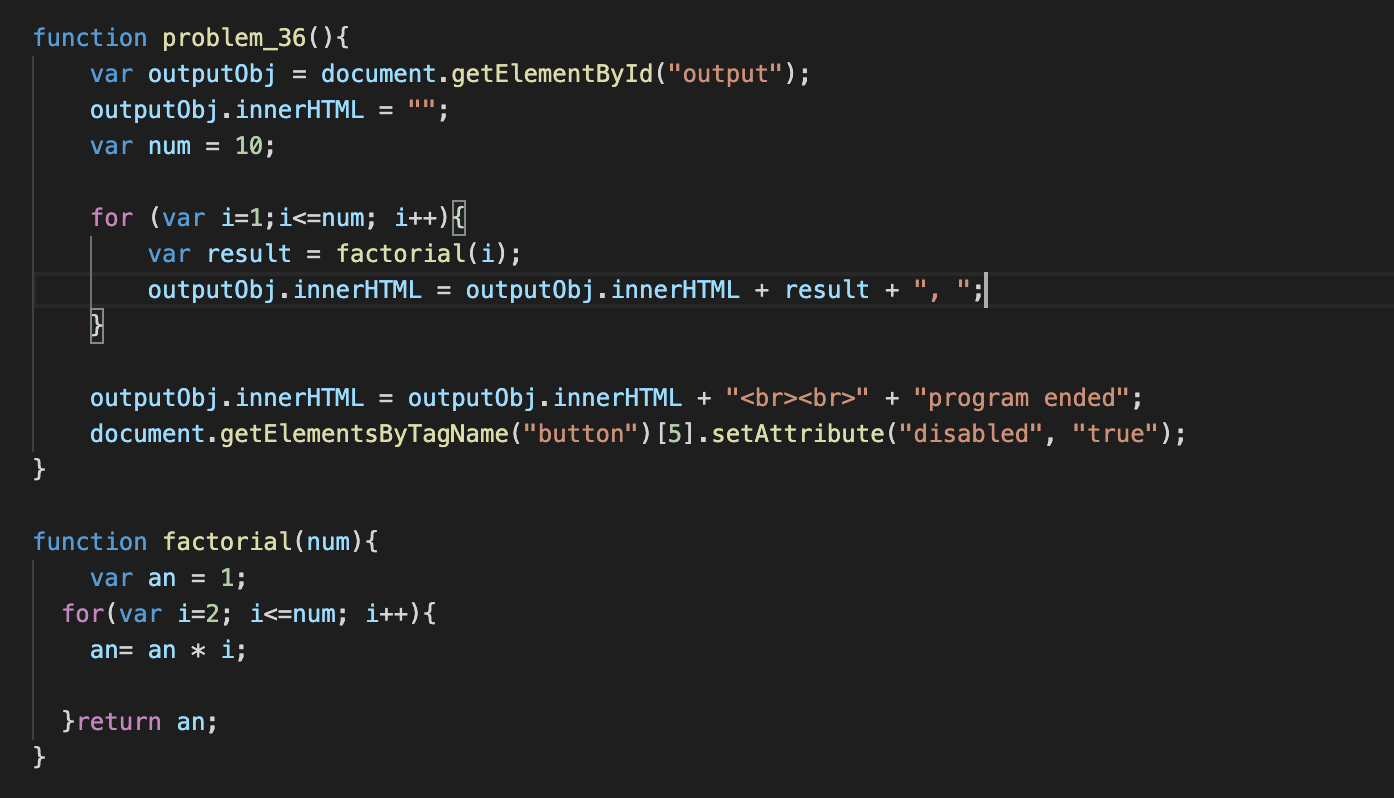 function problem_36(){
    var outputObj = document.getElementById("output");
    outputObj.innerHTML = "";
    var num = 10;

    for (var i=1;i<=num; i++){
        var result = factorial(i);
        outputObj.innerHTML = outputObj.innerHTML + result + ", ";
    }

    outputObj.innerHTML = outputObj.innerHTML + "<br><br>" + "program ended";
    document.getElementsByTagName("button")[5].setAttribute("disabled", "true");
}

function factorial(num){
    var an = 1;
  for(var i=2; i<=num; i++){
    an= an * i;

  }return an;
}